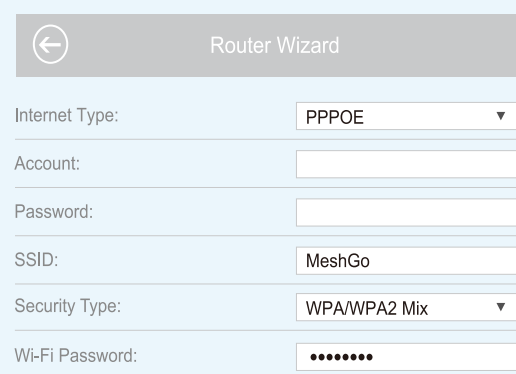 Router Wizard
Internet Type: PPPOE
Account:
Password:
SSID: MeshGo
Security Type: WPA/WPA2 Mix
Wi-Fi Password: ••••••••